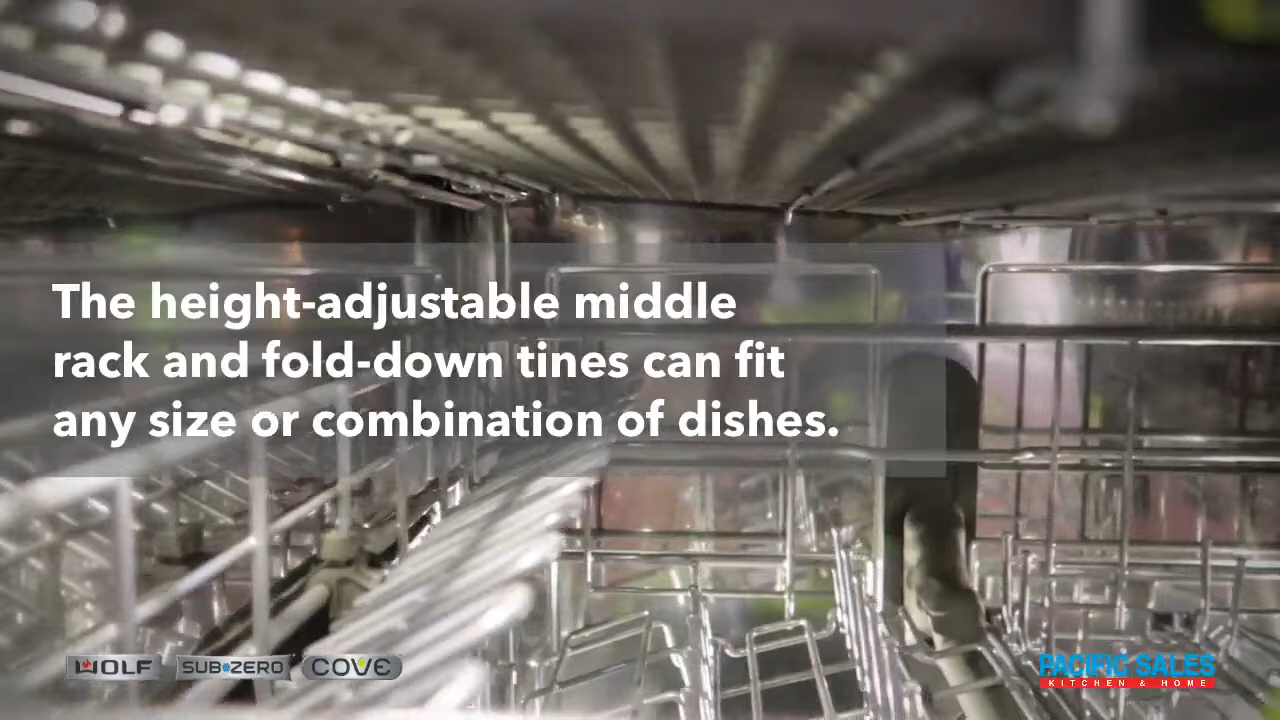 The height-adjustable middle
rack and fold-down tines can fit
any size or combination of dishes.
WOLF SUB-ZERO COVE
PACIFIC SALES
KITCHEN & HOME